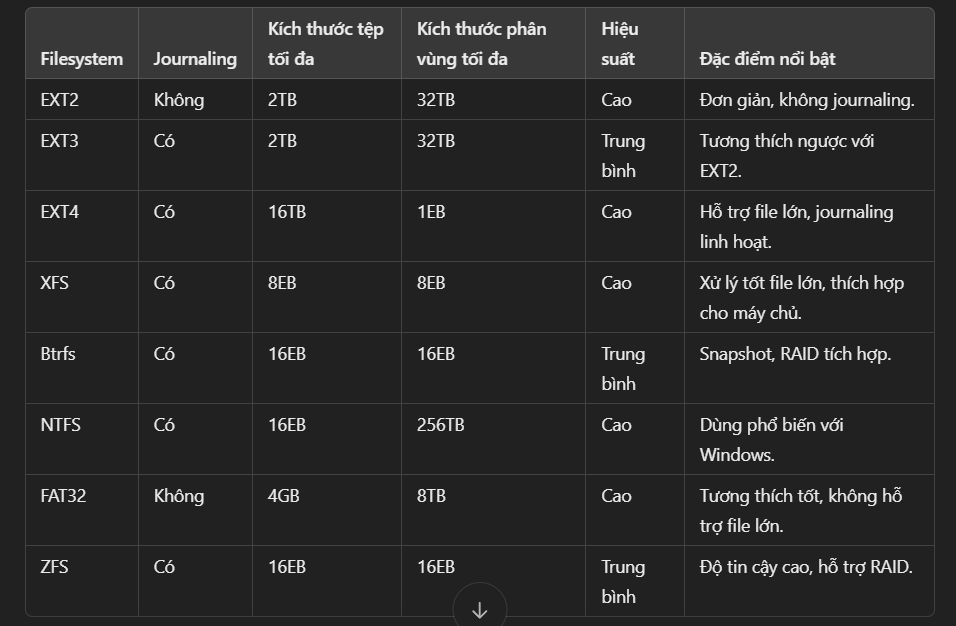 Filesystem Journaling Kích thước tệp tối đa Kích thước phân vùng tối đa Hiệu suất Đặc điểm nổi bật
EXT2 Không 2TB 32TB Cao Đơn giản, không journaling.
EXT3 Có 2TB 32TB Trung bình Tương thích ngược với EXT2.
EXT4 Có 16TB 1EB Cao Hỗ trợ file lớn, journaling linh hoạt.
XFS Có 8EB 8EB Cao Xử lý tốt file lớn, thích hợp cho máy chủ.
Btrfs Có 16EB 16EB Trung bình Snapshot, RAID tích hợp.
NTFS Có 16EB 256TB Cao Dùng phổ biến với Windows.
FAT32 Không 4GB 8TB Cao Tương thích tốt, không hỗ trợ file lớn.
ZFS Có 16EB 16EB Trung bình Độ tin cậy cao, hỗ trợ RAID.